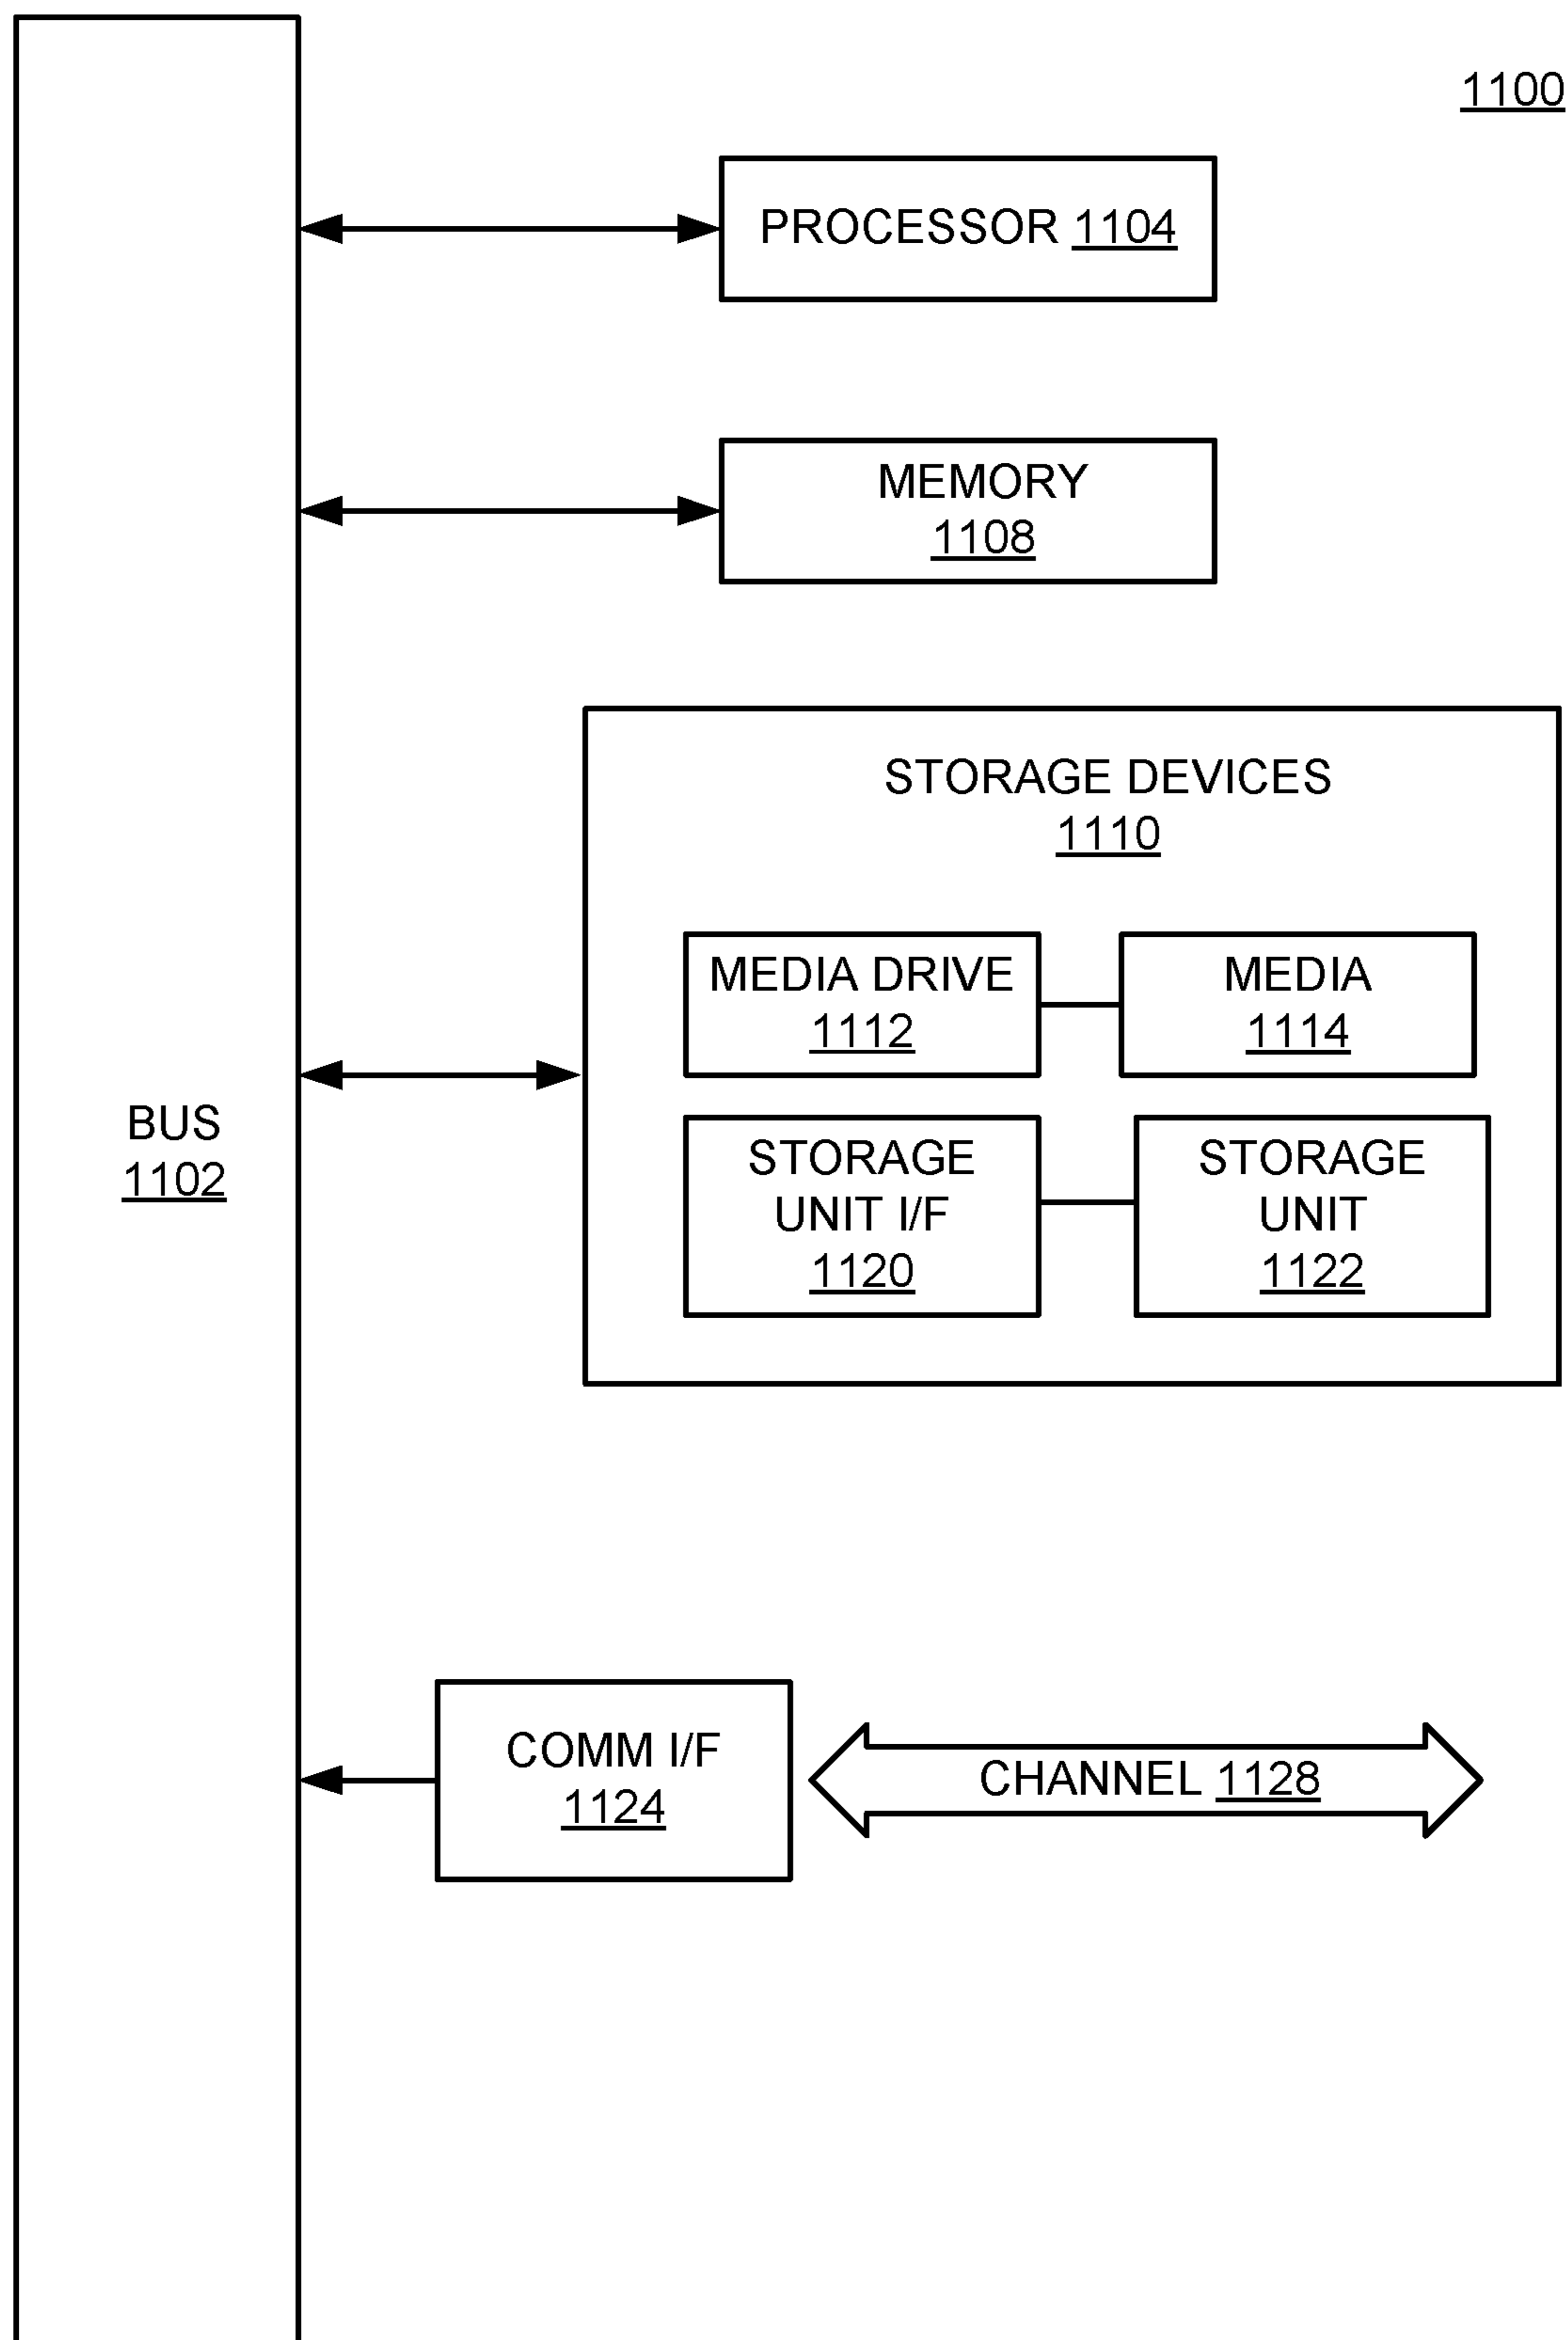 1100
PROCESSOR 1104
MEMORY
1108
STORAGE DEVICES
1110
MEDIA DRIVE
1112
MEDIA
1114
BUS
1102
STORAGE
UNIT I/F
1120
STORAGE
UNIT
1122
COMM I/F
1124
CHANNEL 1128